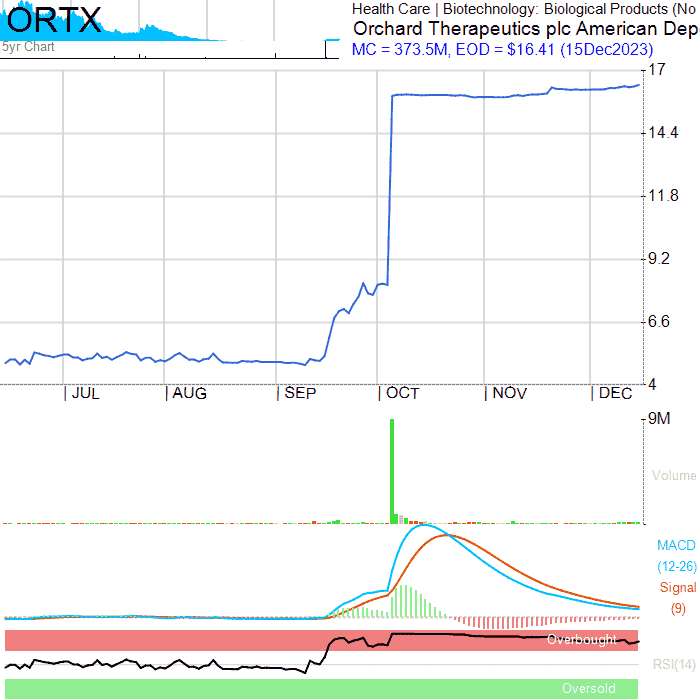 ORTX
5yr Chart
Health Care | Biotechnology: Biological Products (No
Orchard Therapeutics plc American Dep
MC = 373.5M, EOD = $16.41 (15Dec2023)
17
14.4
11.8
9.2
6.6
4
| JUL | AUG | SEP | OCT | NOV | DEC
9M
Volume
MACD
(12-26)
Signal
(9)
Overbought
RSI(14)
Oversold